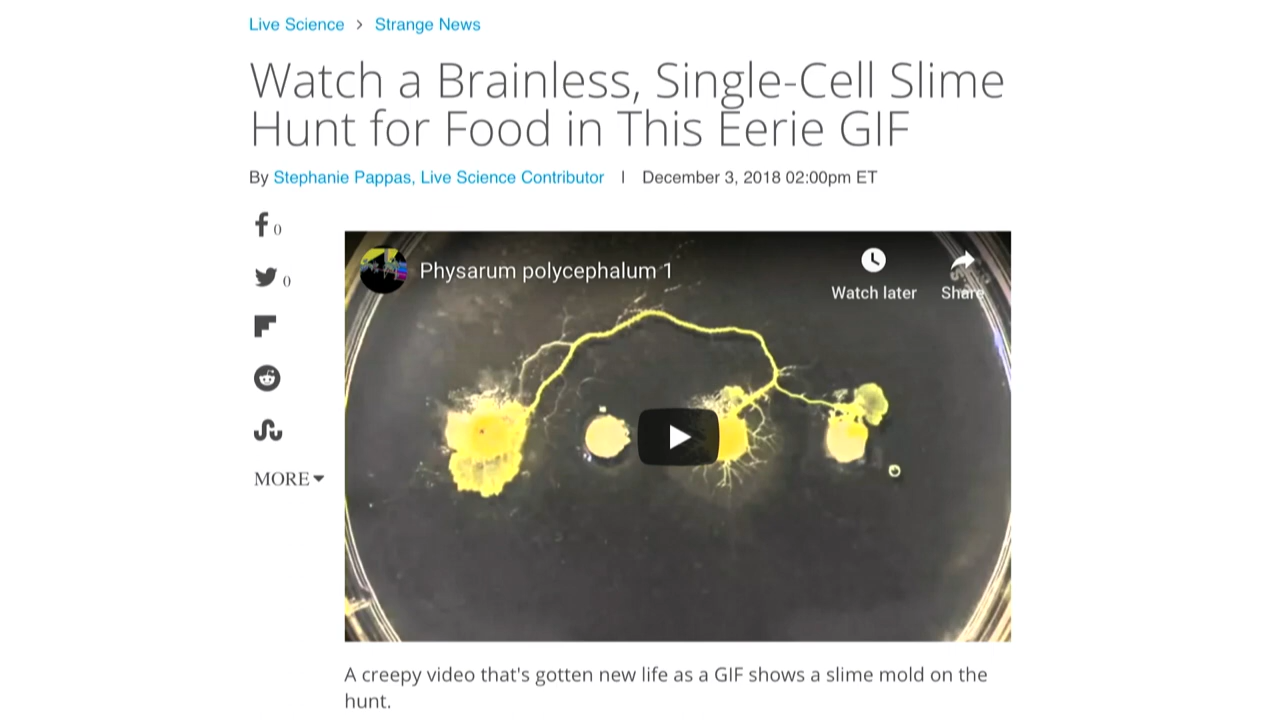 Live Science > Strange News
Watch a Brainless, Single-Cell Slime
Hunt for Food in This Eerie GIF
By Stephanie Pappas, Live Science Contributor | December 3, 2018 02:00pm ET
0
0
MORE
Physarum polycephalum 1
Watch later
Share
A creepy video that's gotten new life as a GIF shows a slime mold on the
hunt.